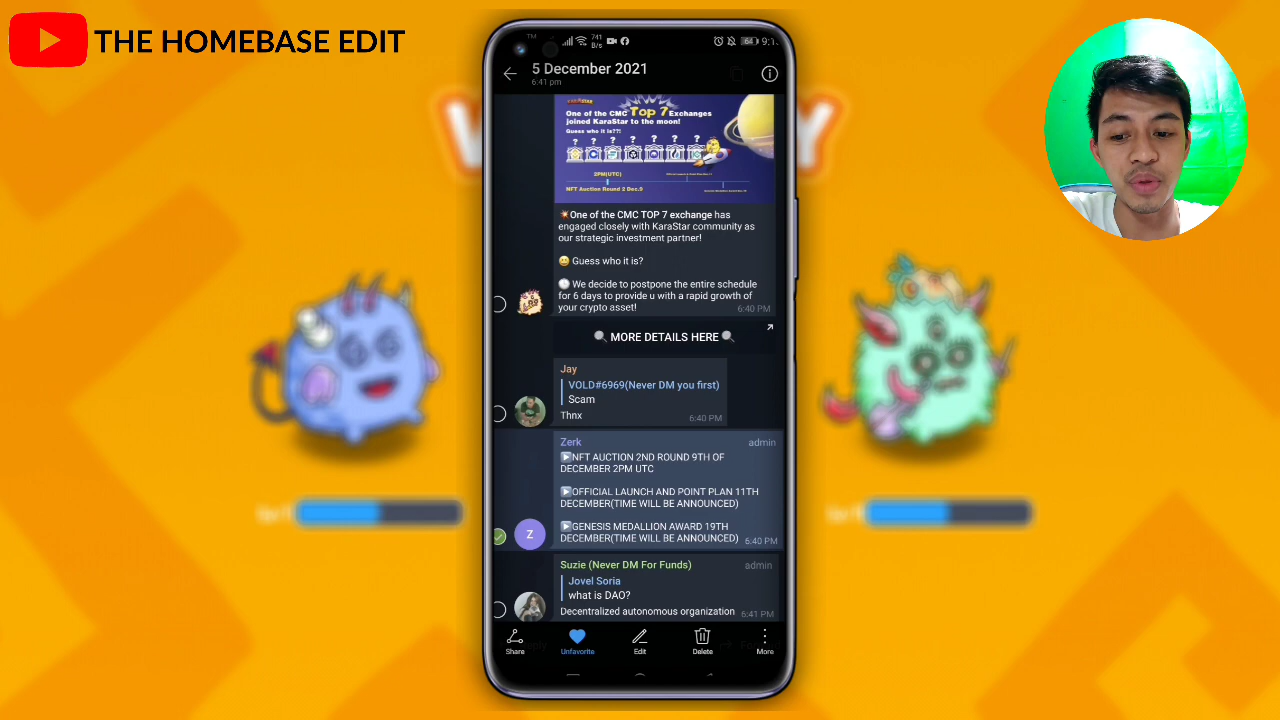 THE HOMEBASE EDIT
741
B/s
64
5 December 2021
6:41 pm
One of the CMC Top 7 Exchanges
joined KaraStar to the moon!
Guess who it is??!
2PM(UTC)
NFT Auction Round 2 Dec.9
💥One of the CMC TOP 7 exchange has
engaged closely with KaraStar community as
our strategic investment partner!
😄 Guess who it is?
🕓 We decide to postpone the entire schedule
for 6 days to provide u with a rapid growth of
your crypto asset!
6:40 PM
🔍 MORE DETAILS HERE 🔍
Jay
VOLD#6969(Never DM you first)
Scam
Thnx
6:40 PM
Zerk admin
▶️NFT AUCTION 2ND ROUND 9TH OF
DECEMBER 2PM UTC
▶️OFFICIAL LAUNCH AND POINT PLAN 11TH
DECEMBER(TIME WILL BE ANNOUNCED)
▶️GENESIS MEDALLION AWARD 19TH
DECEMBER(TIME WILL BE ANNOUNCED) 6:40 PM
Z
Suzie (Never DM For Funds) admin
Jovel Soria
what is DAO?
Decentralized autonomous organization 6:41 PM
Share Unfavorite Edit Delete More